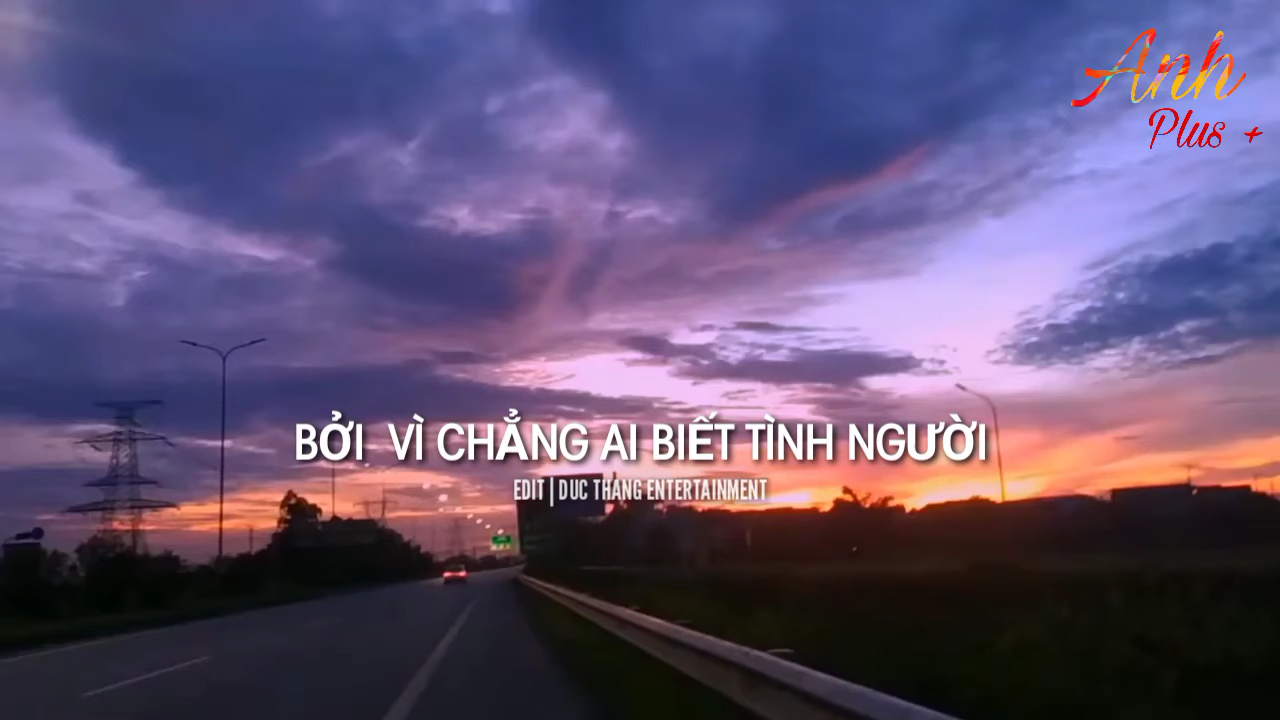 Anh
Plus +
BỞI VÌ CHẲNG AI BIẾT TÌNH NGƯỜI
EDIT | DUC THANG ENTERTAINMENT